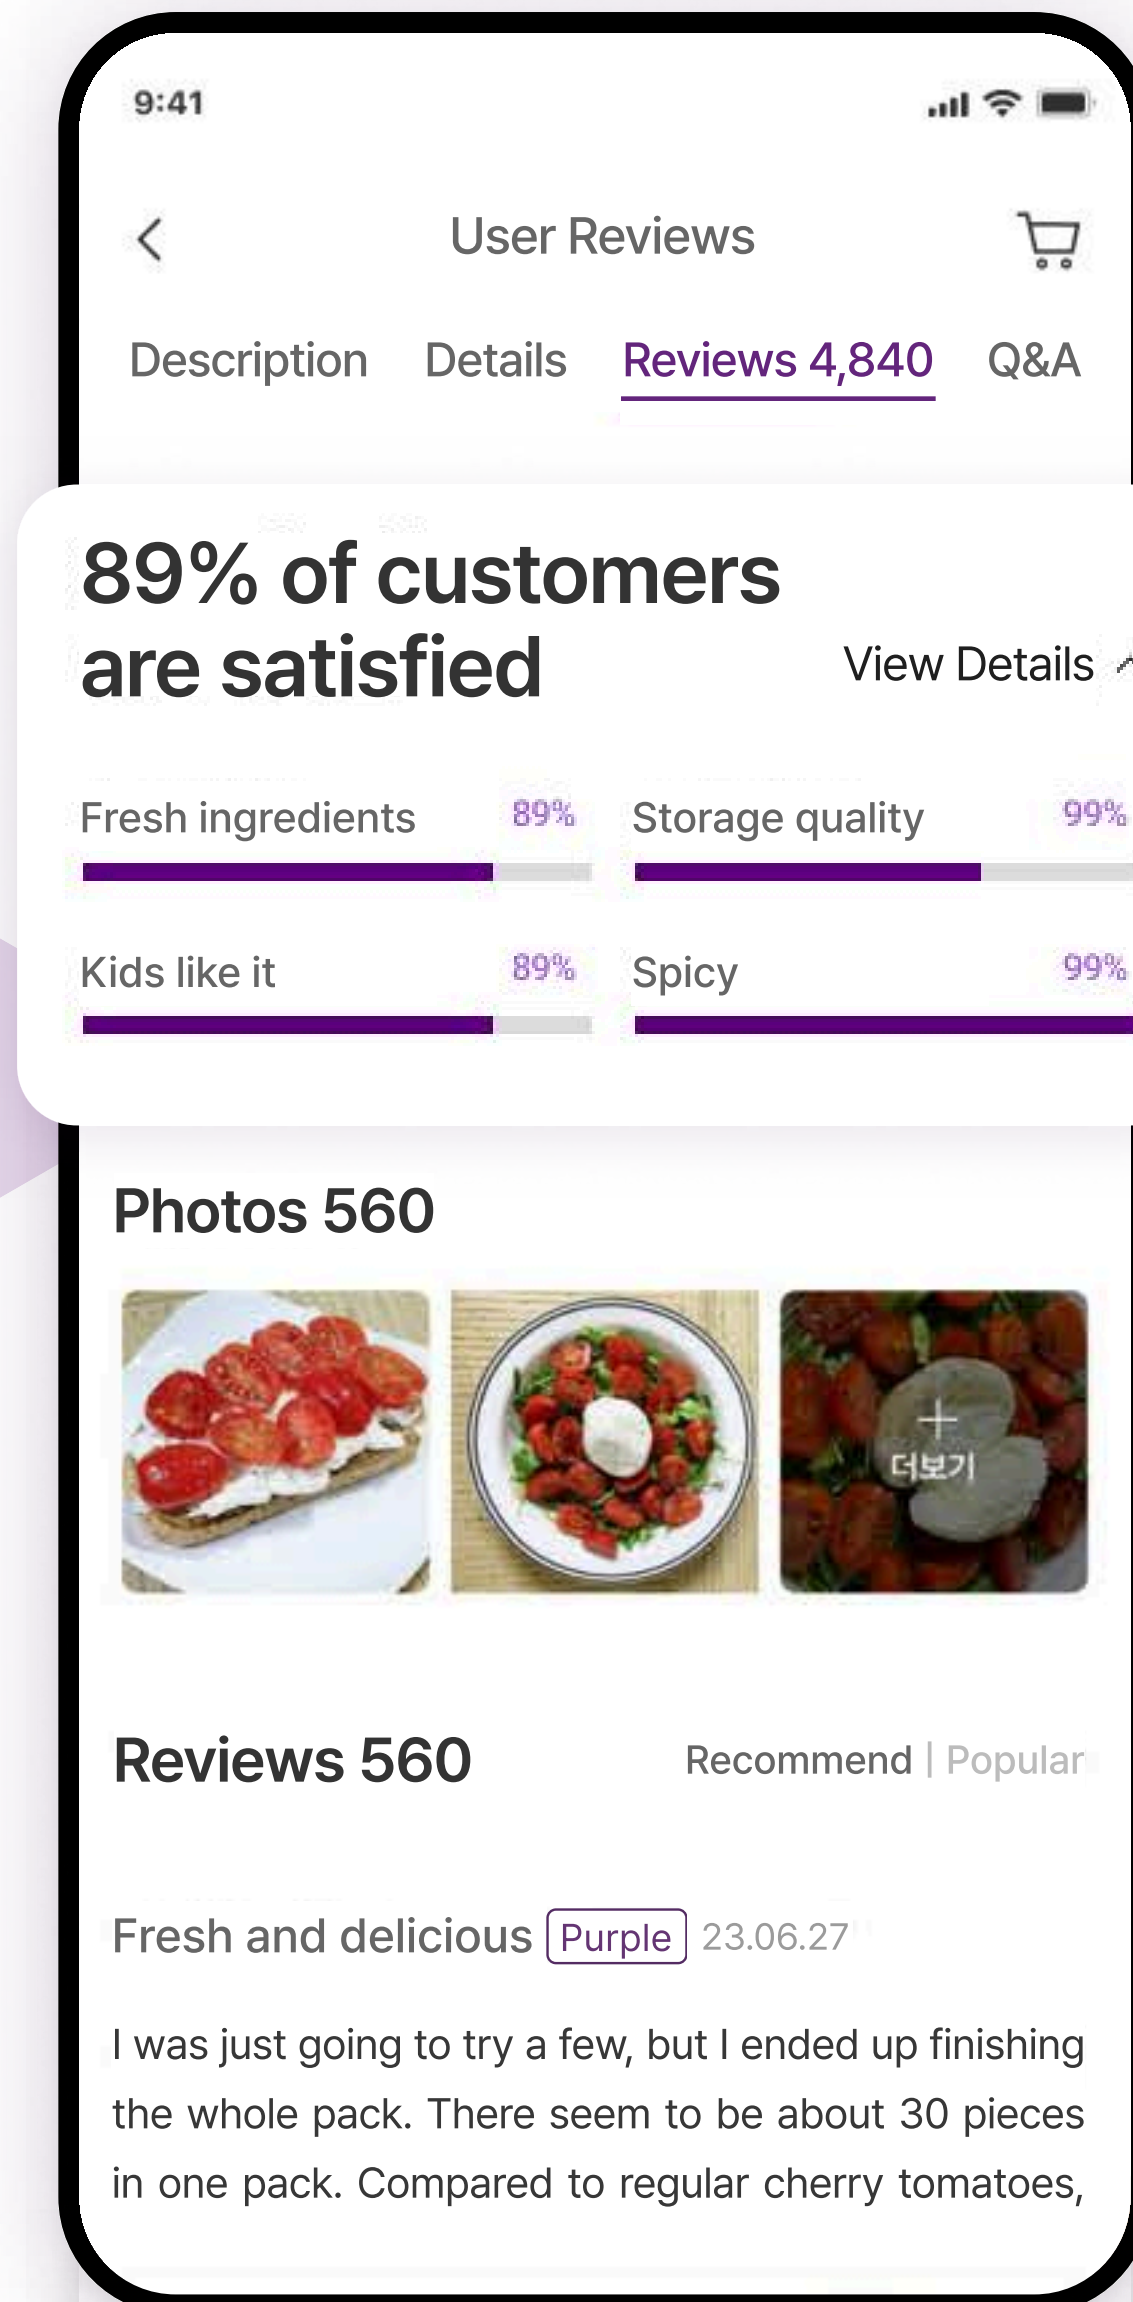 9:41
User Reviews
Description Details Reviews 4,840 Q&A
89% of customers
are satisfied
View Details
Fresh ingredients 89% Storage quality 99%
Kids like it 89% Spicy 99%
Photos 560
더보기
Reviews 560 Recommend | Popular
Fresh and delicious Purple 23.06.27
I was just going to try a few, but I ended up finishing
the whole pack. There seem to be about 30 pieces
in one pack. Compared to regular cherry tomatoes,